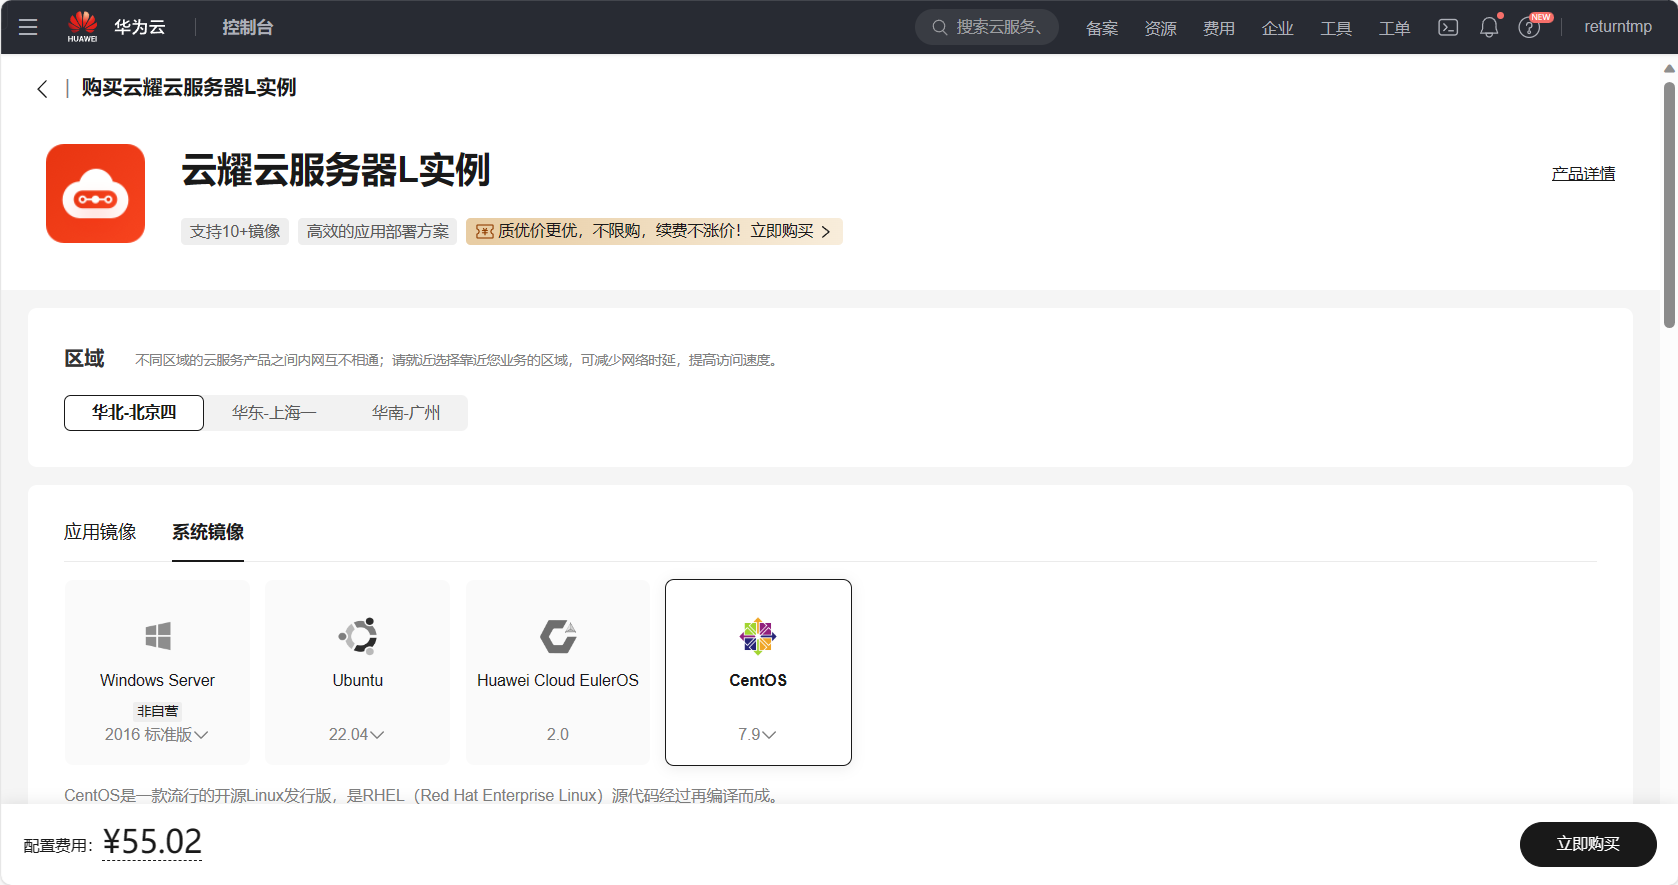 HUAWEI
华为云
控制台
搜索云服务、
备案
资源
费用
企业
工具
工单
NEW
returntmp
购买云耀云服务器L实例
云耀云服务器L实例
产品详情
支持10+镜像
高效的应用部署方案
质优价更优，不限购，续费不涨价！立即购买
区域
不同区域的云服务产品之间内网互不相通；请就近选择靠近您业务的区域，可减少网络时延，提高访问速度。
华北-北京四
华东-上海一
华南-广州
应用镜像
系统镜像
Windows Server
非自营
2016 标准版
Ubuntu
22.04
Huawei Cloud EulerOS
2.0
CentOS
7.9
CentOS是一款流行的开源Linux发行版，是RHEL（Red Hat Enterprise Linux）源代码经过再编译而成。
配置费用：
¥55.02
立即购买